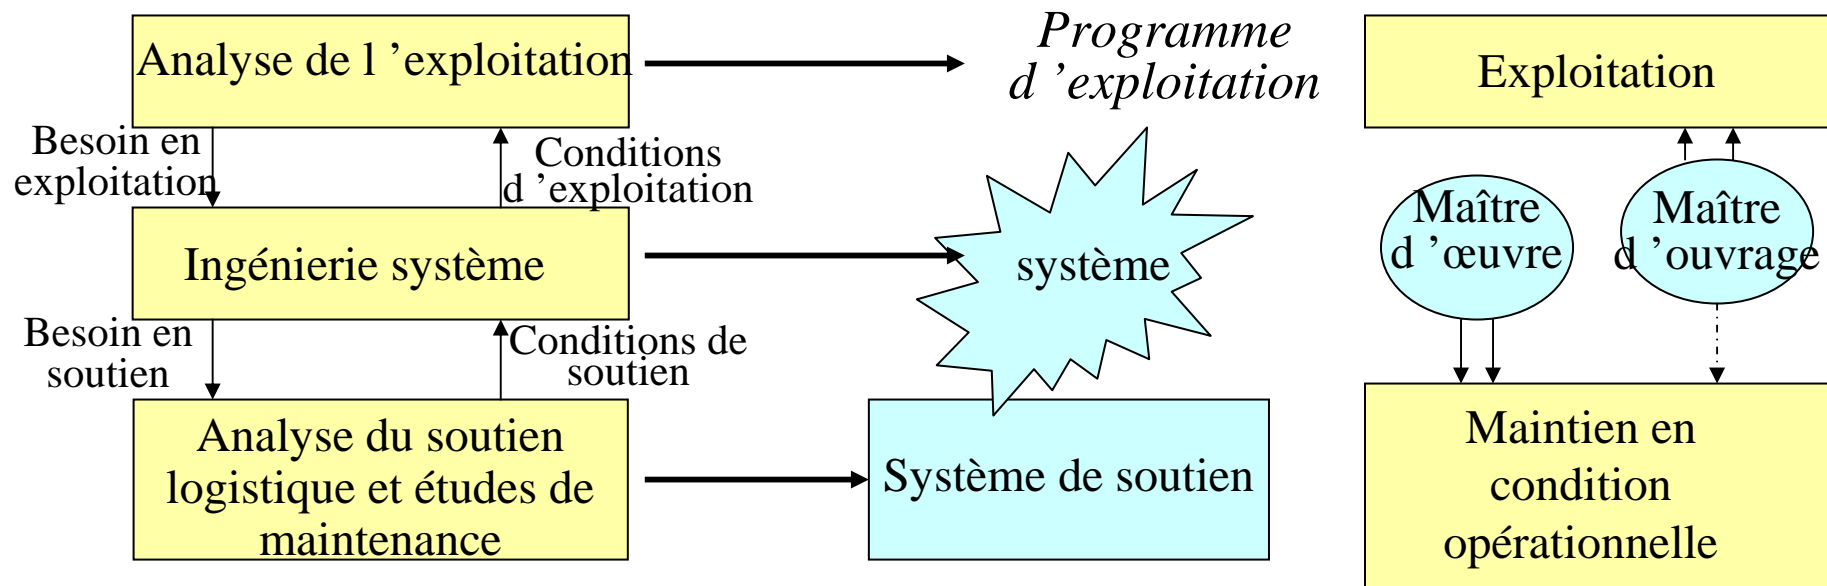 Analyse de l ’exploitation
Programme
d ’exploitation
Exploitation
Besoin en
exploitation
Conditions
d ’exploitation
Maître
d ’œuvre
Maître
d ’ouvrage
Ingénierie système
système
Besoin en
soutien
Conditions de
soutien
Analyse du soutien
logistique et études de
maintenance
Système de soutien
Maintien en
condition
opérationnelle